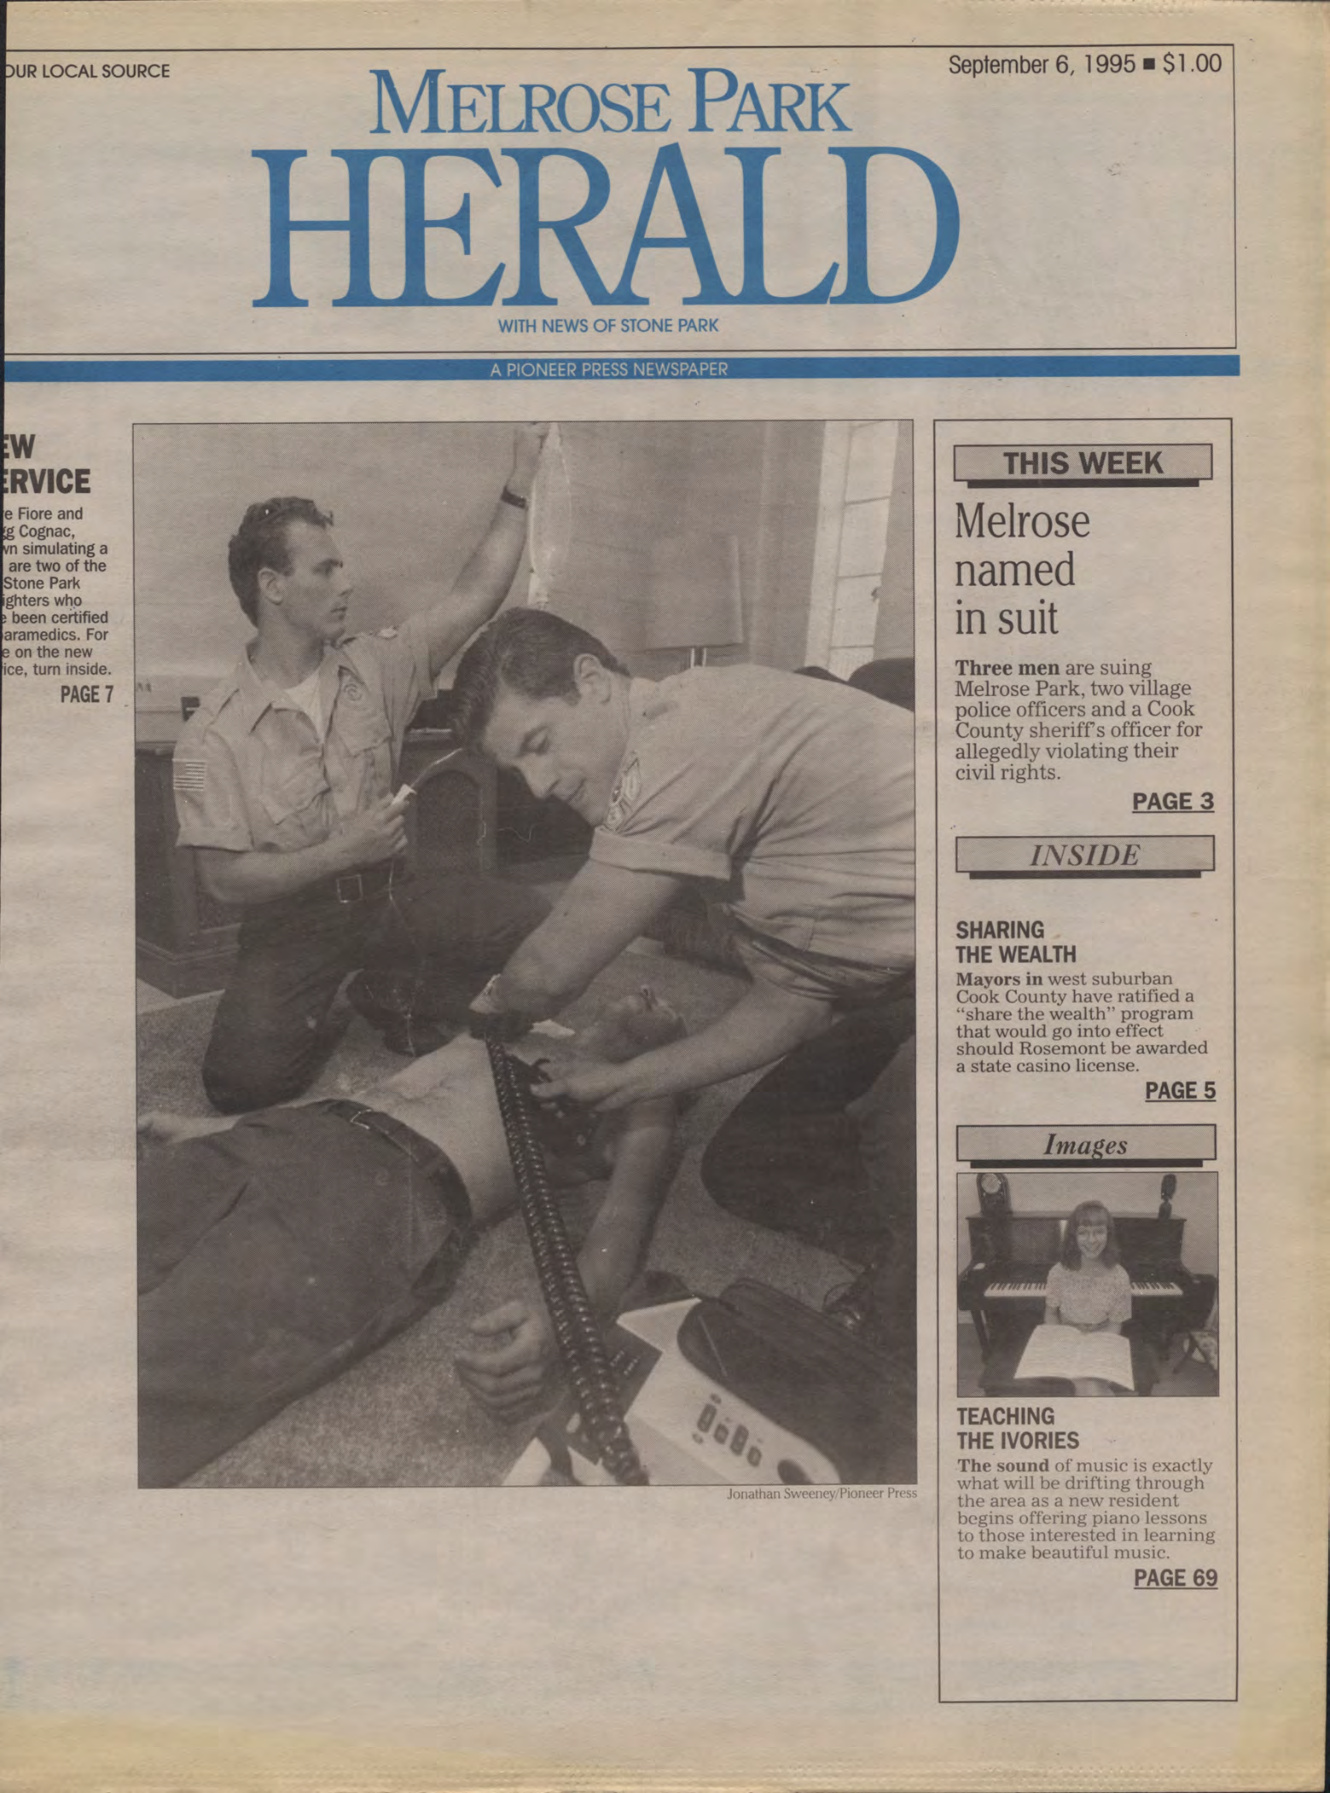 OUR LOCAL SOURCE
September 6, 1995 ■ $1.00
MELROSE PARK
HERALD
WITH NEWS OF STONE PARK
A PIONEER PRESS NEWSPAPER
EW
ERVICE
e Fiore and
gg Cognac,
wn simulating a
are two of the
Stone Park
ighters who
e been certified
aramedics. For
e on the new
ice, turn inside.
PAGE 7
Jonathan Sweeney/Pioneer Press
THIS WEEK
Melrose
named
in suit
Three men are suing
Melrose Park, two village
police officers and a Cook
County sheriff's officer for
allegedly violating their
civil rights.
PAGE 3
INSIDE
SHARING
THE WEALTH
Mayors in west suburban
Cook County have ratified a
“share the wealth” program
that would go into effect
should Rosemont be awarded
a state casino license.
PAGE 5
Images
TEACHING
THE IVORIES
The sound of music is exactly
what will be drifting through
the area as a new resident
begins offering piano lessons
to those interested in learning
to make beautiful music.
PAGE 69